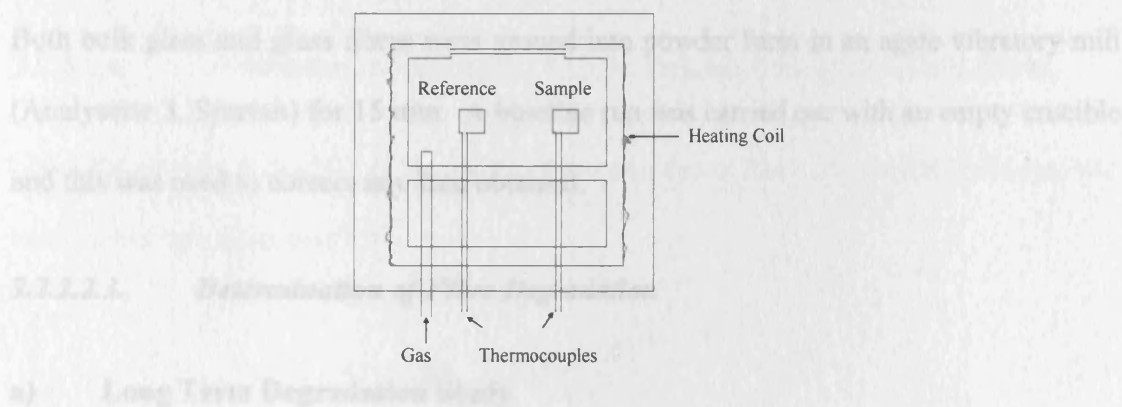 Reference Sample
Heating Coil
Gas Thermocouples
Both bulk glass and glass were ground into powder form in an agate vibratory mill
(Analysette 3, ) for 15 min. A baseline run was carried out with an empty crucible
and this was used to correct any data obtained.
Determination of Fibre Degradation
a) Long Term Degradation Study